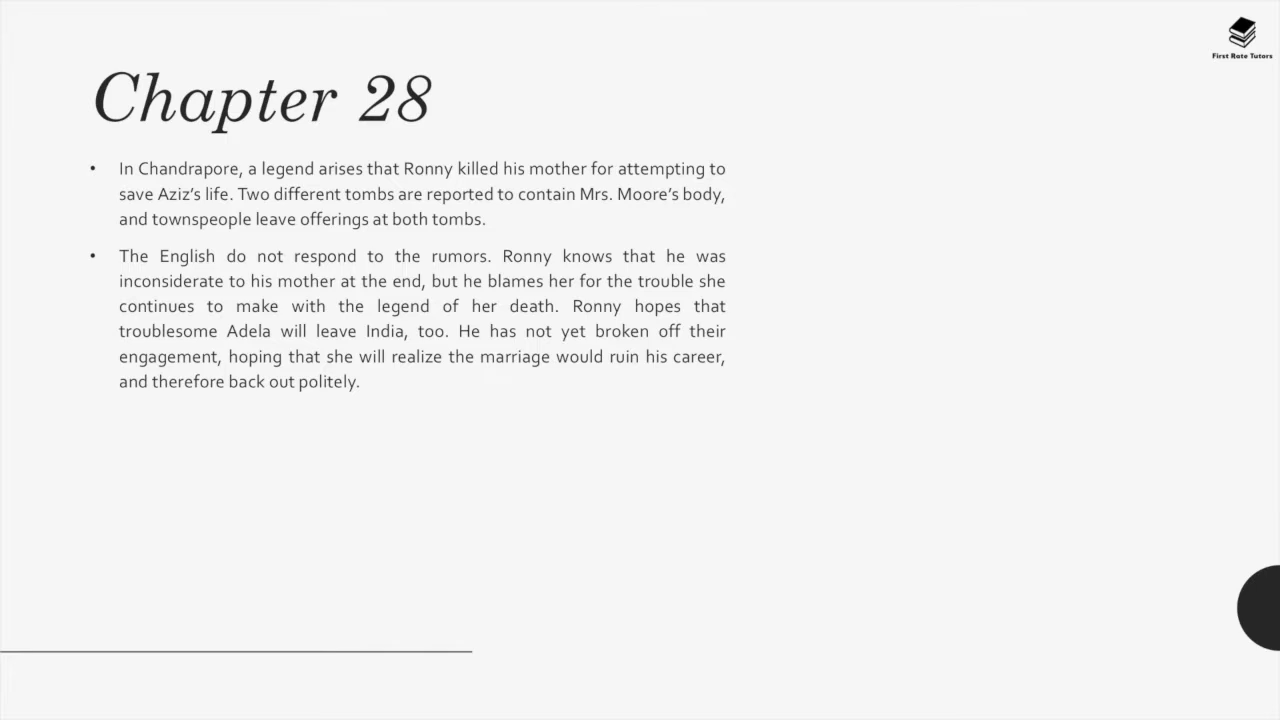 First Rate Tutors
Chapter 28
• In Chandrapore, a legend arises that Ronny killed his mother for attempting to
save Aziz’s life. Two different tombs are reported to contain Mrs. Moore’s body,
and townspeople leave offerings at both tombs.
• The English do not respond to the rumors. Ronny knows that he was
inconsiderate to his mother at the end, but he blames her for the trouble she
continues to make with the legend of her death. Ronny hopes that
troublesome Adela will leave India, too. He has not yet broken off their
engagement, hoping that she will realize the marriage would ruin his career,
and therefore back out politely.